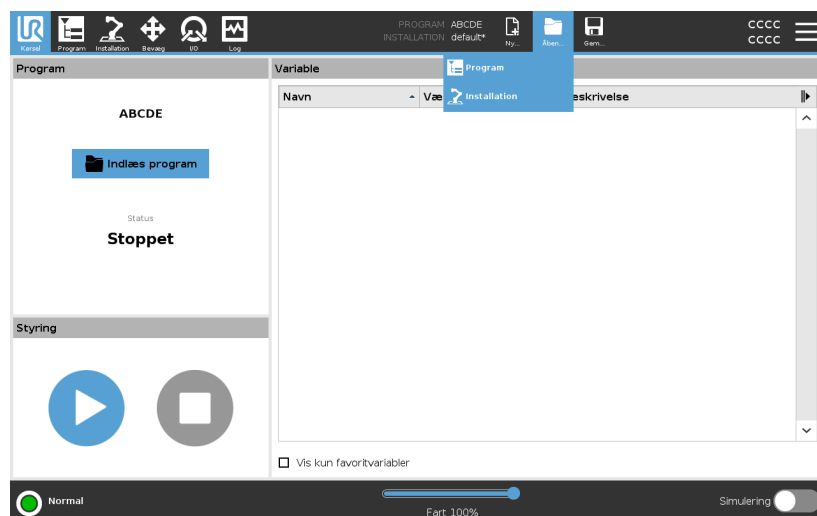 UR
Kørsel
Program
Installation
Bevæg
I/O
Log
PROGRAM ABCDE
INSTALLATION default*
Ny...
Åben...
Gem...
CCCC
CCCC
Program
Installation
Program
ABCDE
Indlæs program
Status
Stoppet
Styring
Variable
Navn
Væ
eskrivelse
Vis kun favoritvariabler
Normal
Fart 100%
Simulering